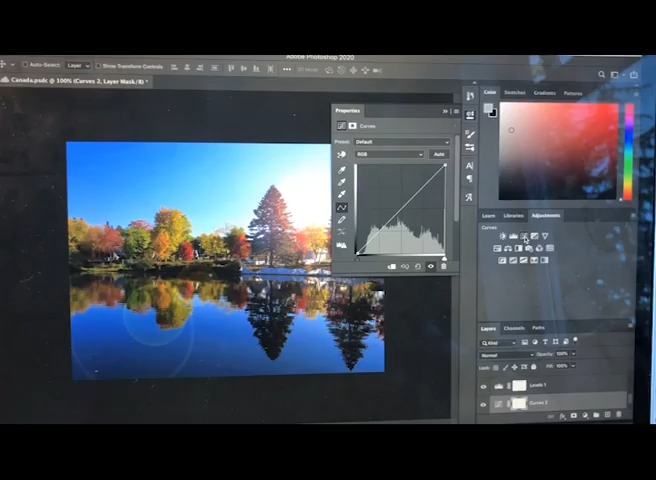 Adobe Photoshop 2020
Auto-Select: Layer Show Transform Controls
Canada.psdc @ 100% (Curves 2, Layer Mask/8) *
Properties
Curves
Preset: Default
RGB Auto
Color Swatches Gradients Patterns
Learn Libraries Adjustments
Curves
Layers Channels Paths
Kind
Normal Opacity: 100%
Lock: Fill: 100%
Levels 1
Curves 2